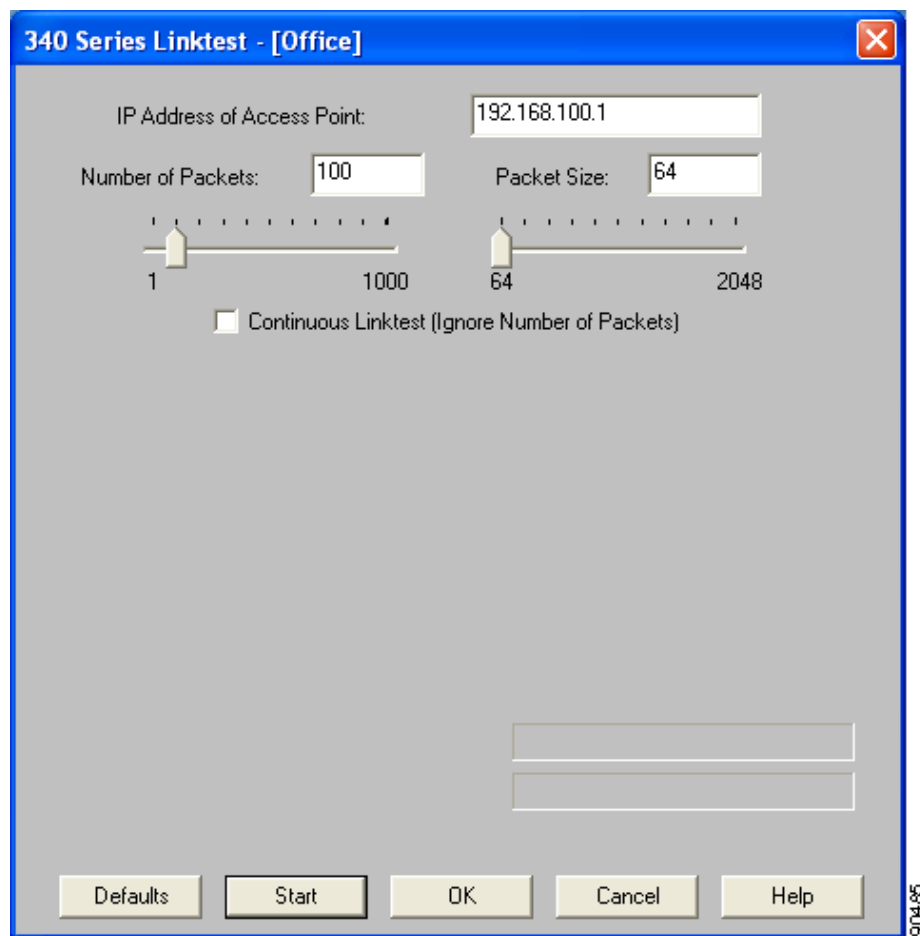 340 Series Linktest - [Office]
IP Address of Access Point: 192.168.100.1
Number of Packets: 100 Packet Size: 64
1 1000 64 2048
Continuous Linktest (Ignore Number of Packets)
Defaults Start OK Cancel Help
90485